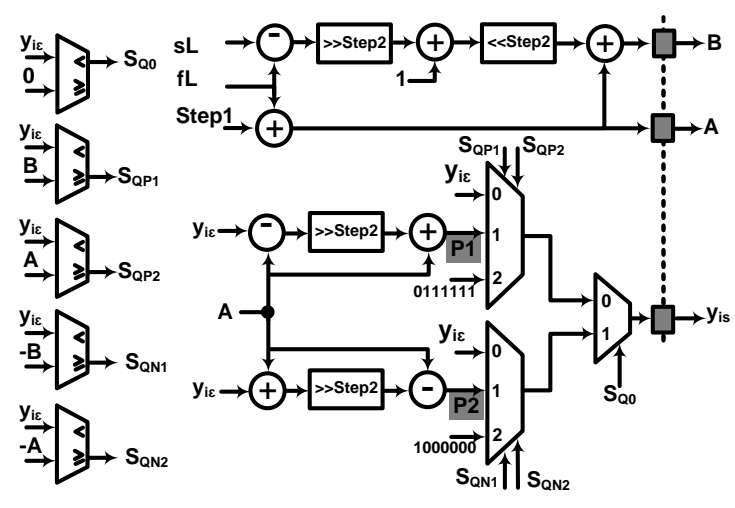 yiε
0
<
≥
SQ0
yiε
B
<
≥
SQP1
yiε
A
<
≥
SQP2
yiε
-B
<
≥
SQN1
yiε
-A
<
≥
SQN2
sL
-
>>Step2
+
<<Step2
+
B
1
fL
Step1
+
A
SQP1
SQP2
yiε
0
yiε
-
>>Step2
+
P1
1
0111111
2
A
0
1
yis
SQ0
yiε
0
yiε
+
>>Step2
-
P2
1
1000000
2
SQN1
SQN2